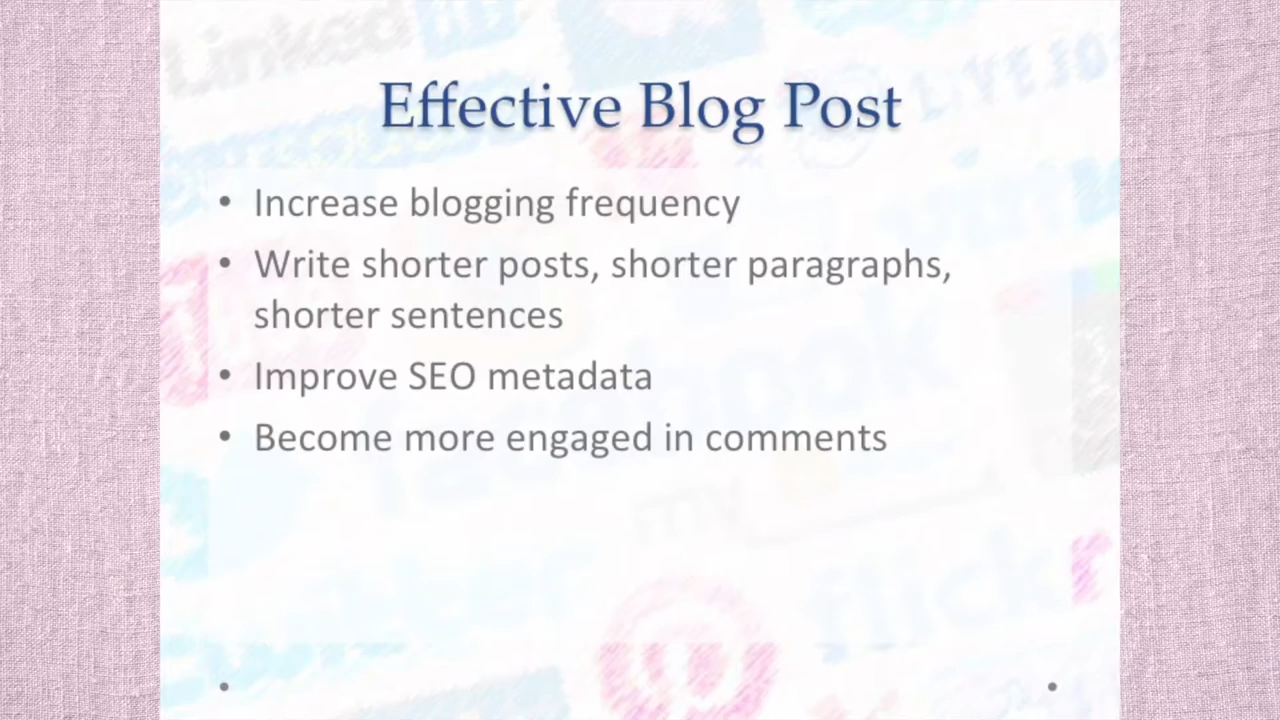 Effective Blog Post
• Increase blogging frequency
• Write shorter posts, shorter paragraphs,
shorter sentences
• Improve SEO metadata
• Become more engaged in comments